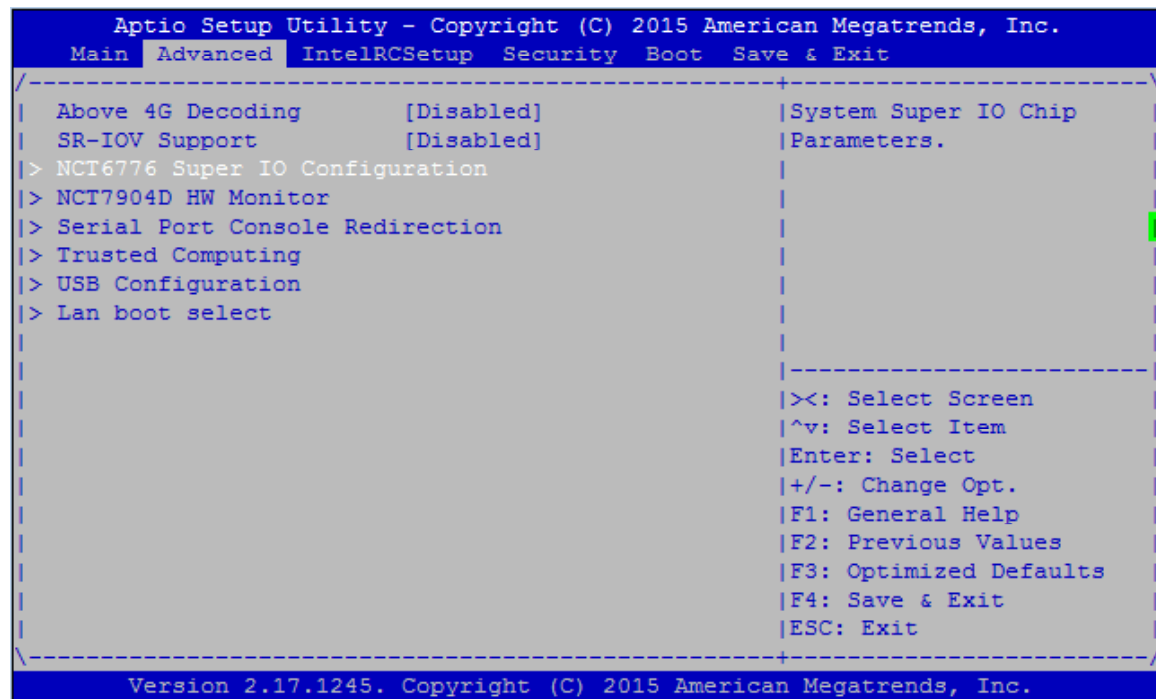 Aptio Setup Utility - Copyright (C) 2015 American Megatrends, Inc.
Main Advanced IntelRCSetup Security Boot Save & Exit
Above 4G Decoding [Disabled] System Super IO Chip
SR-IOV Support [Disabled] Parameters.
> NCT6776 Super IO Configuration
> NCT7904D HW Monitor
> Serial Port Console Redirection
> Trusted Computing
> USB Configuration
> Lan boot select
><: Select Screen
^v: Select Item
Enter: Select
+/-: Change Opt.
F1: General Help
F2: Previous Values
F3: Optimized Defaults
F4: Save & Exit
ESC: Exit
Version 2.17.1245. Copyright (C) 2015 American Megatrends, Inc.